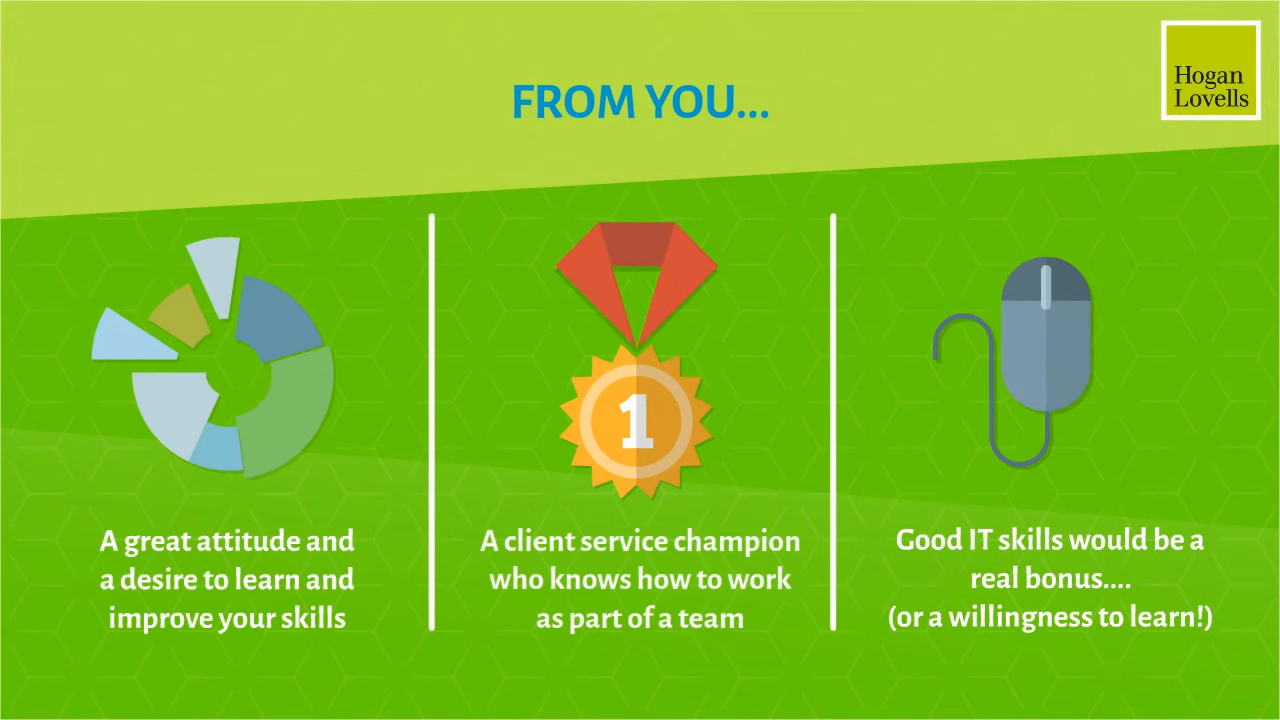 FROM YOU...
Hogan
Lovells
1
A great attitude and
a desire to learn and
improve your skills
A client service champion
who knows how to work
as part of a team
Good IT skills would be a
real bonus....
(or a willingness to learn!)